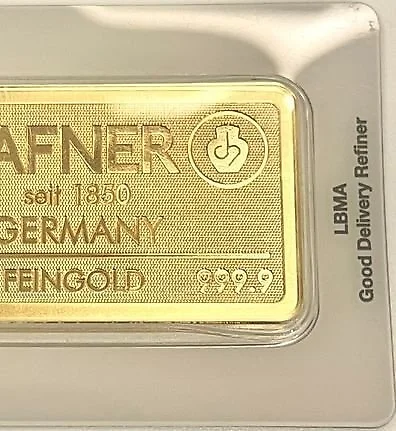 AFNER
seit 1850
GERMANY
FEINGOLD 999.9
LBMA
Good Delivery Refiner